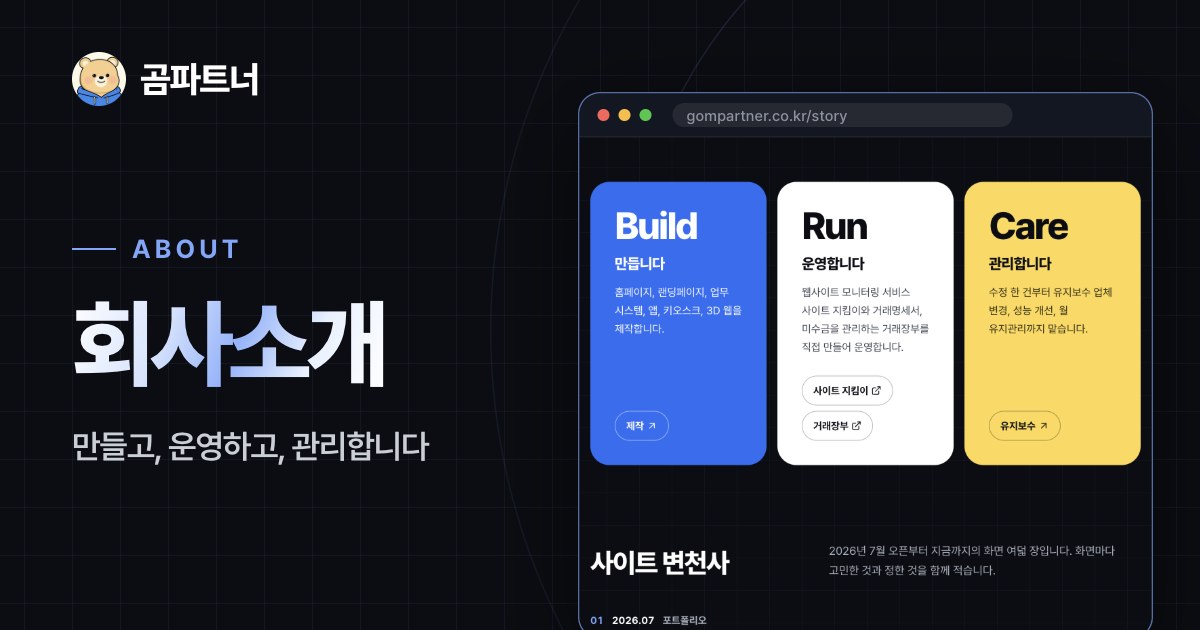 곰파트너
ABOUT
회사소개
만들고, 운영하고, 관리합니다
gompartner.co.kr/story
Build
만듭니다
홈페이지, 랜딩페이지, 업무
시스템, 앱, 키오스크, 3D 웹을
제작합니다.
제작
Run
운영합니다
웹사이트 모니터링 서비스
사이트 지킴이와 거래명세서,
미수금을 관리하는 거래장부를
직접 만들어 운영합니다.
사이트 지킴이
거래장부
Care
관리합니다
수정 한 건부터 유지보수 업체
변경, 성능 개선, 월
유지관리까지 맡습니다.
유지보수
사이트 변천사
2026년 7월 오픈부터 지금까지의 화면 여덟 장입니다. 화면마다
고민한 것과 정한 것을 함께 적습니다.
01 2026.07 포트폴리오